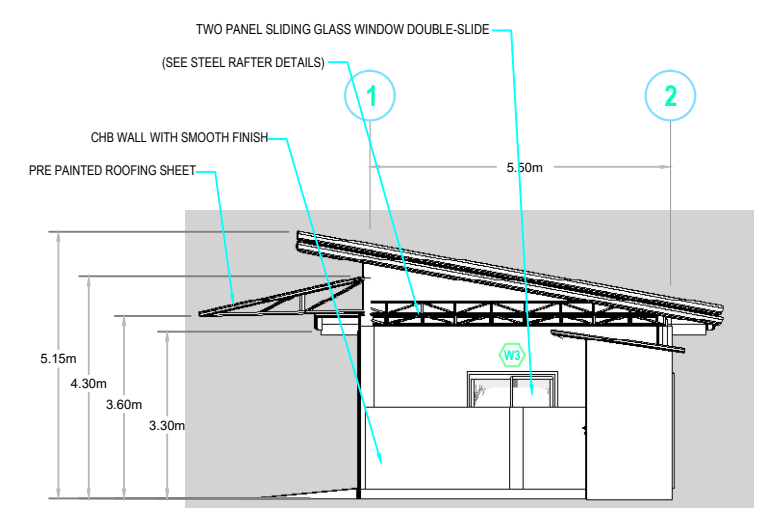 TWO PANEL SLIDING GLASS WINDOW DOUBLE-SLIDE
(SEE STEEL RAFTER DETAILS)
1
2
CHB WALL WITH SMOOTH FINISH
PRE PAINTED ROOFING SHEET
5.50m
W3
5.15m
4.30m
3.60m
3.30m